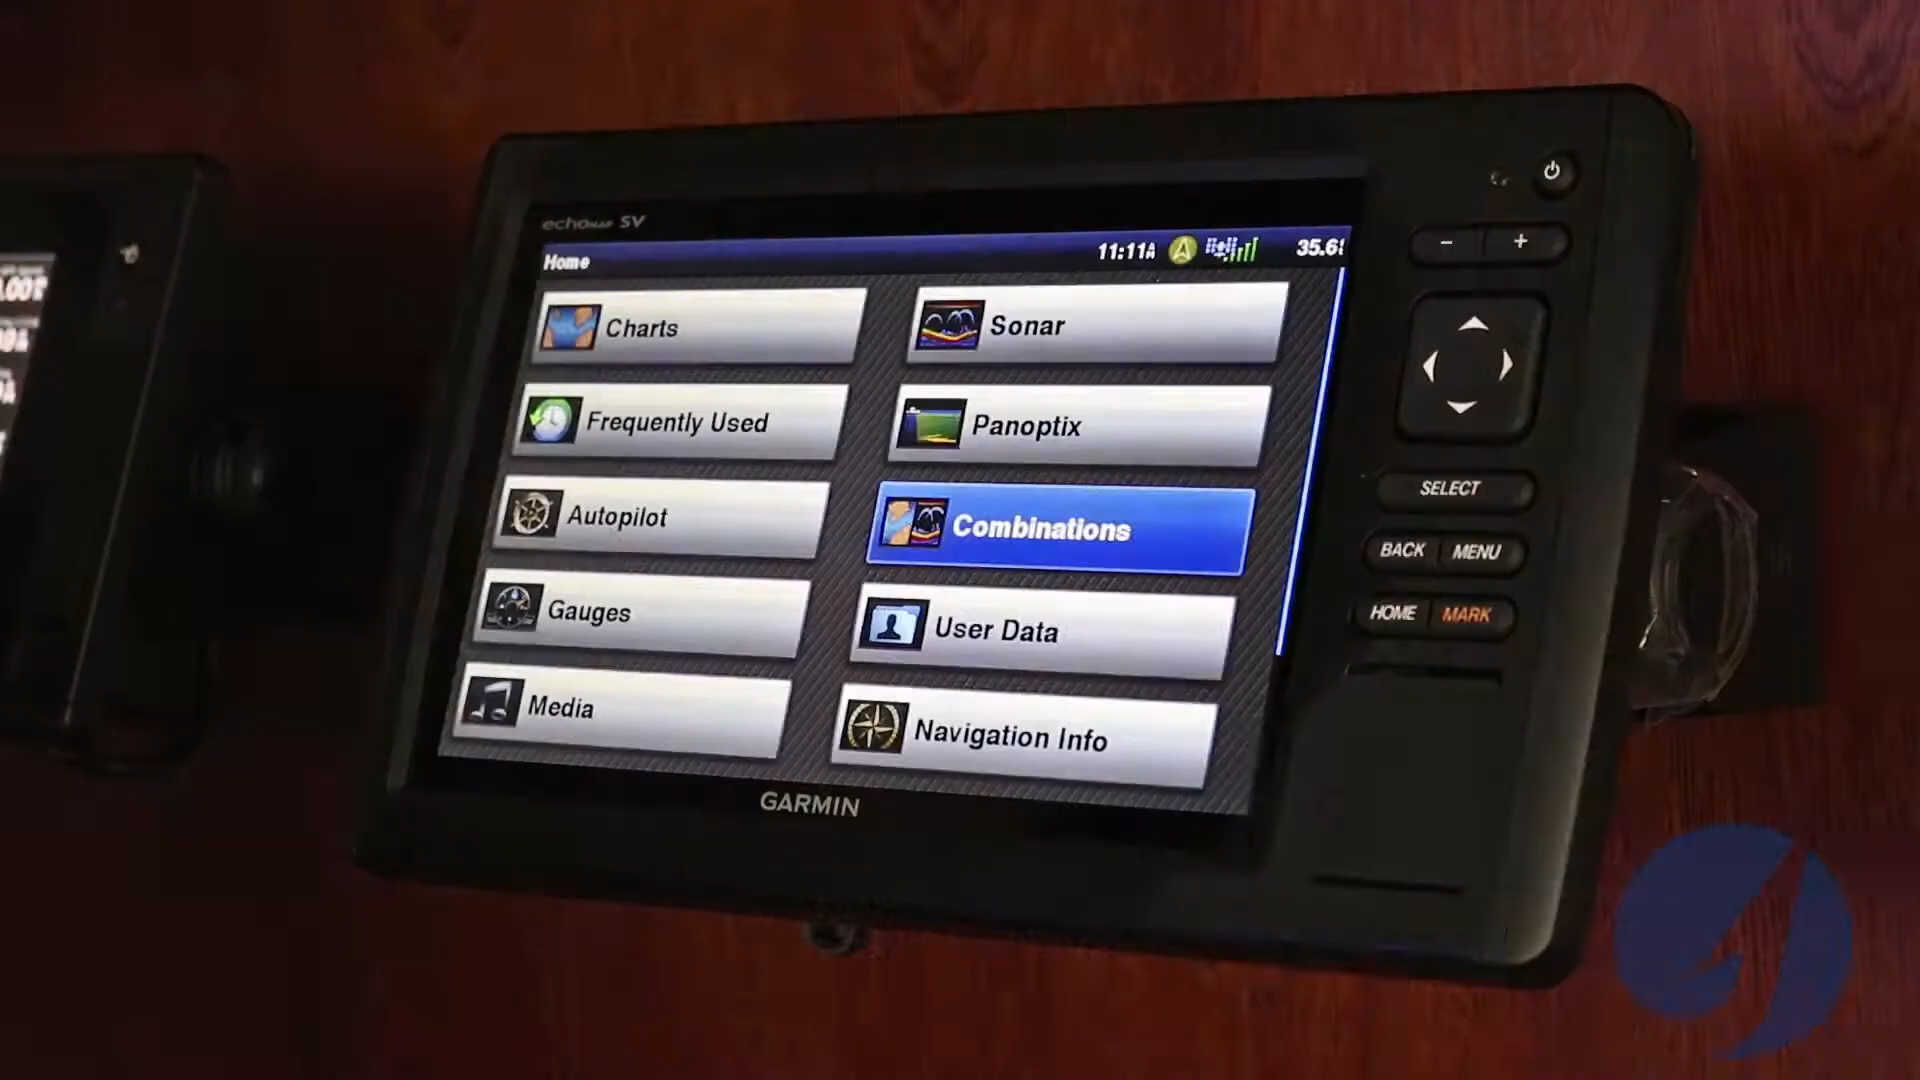 echoMAP SV
Home
11:11A
35.6
Charts
Sonar
Frequently Used
Panoptix
Autopilot
Combinations
Gauges
User Data
Media
Navigation Info
GARMIN
- +
SELECT
BACK MENU
HOME MARK